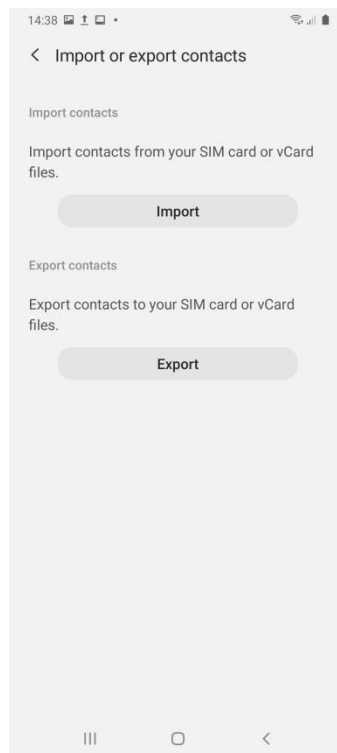 14:38
Import or export contacts
Import contacts
Import contacts from your SIM card or vCard
files.
Import
Export contacts
Export contacts to your SIM card or vCard
files.
Export